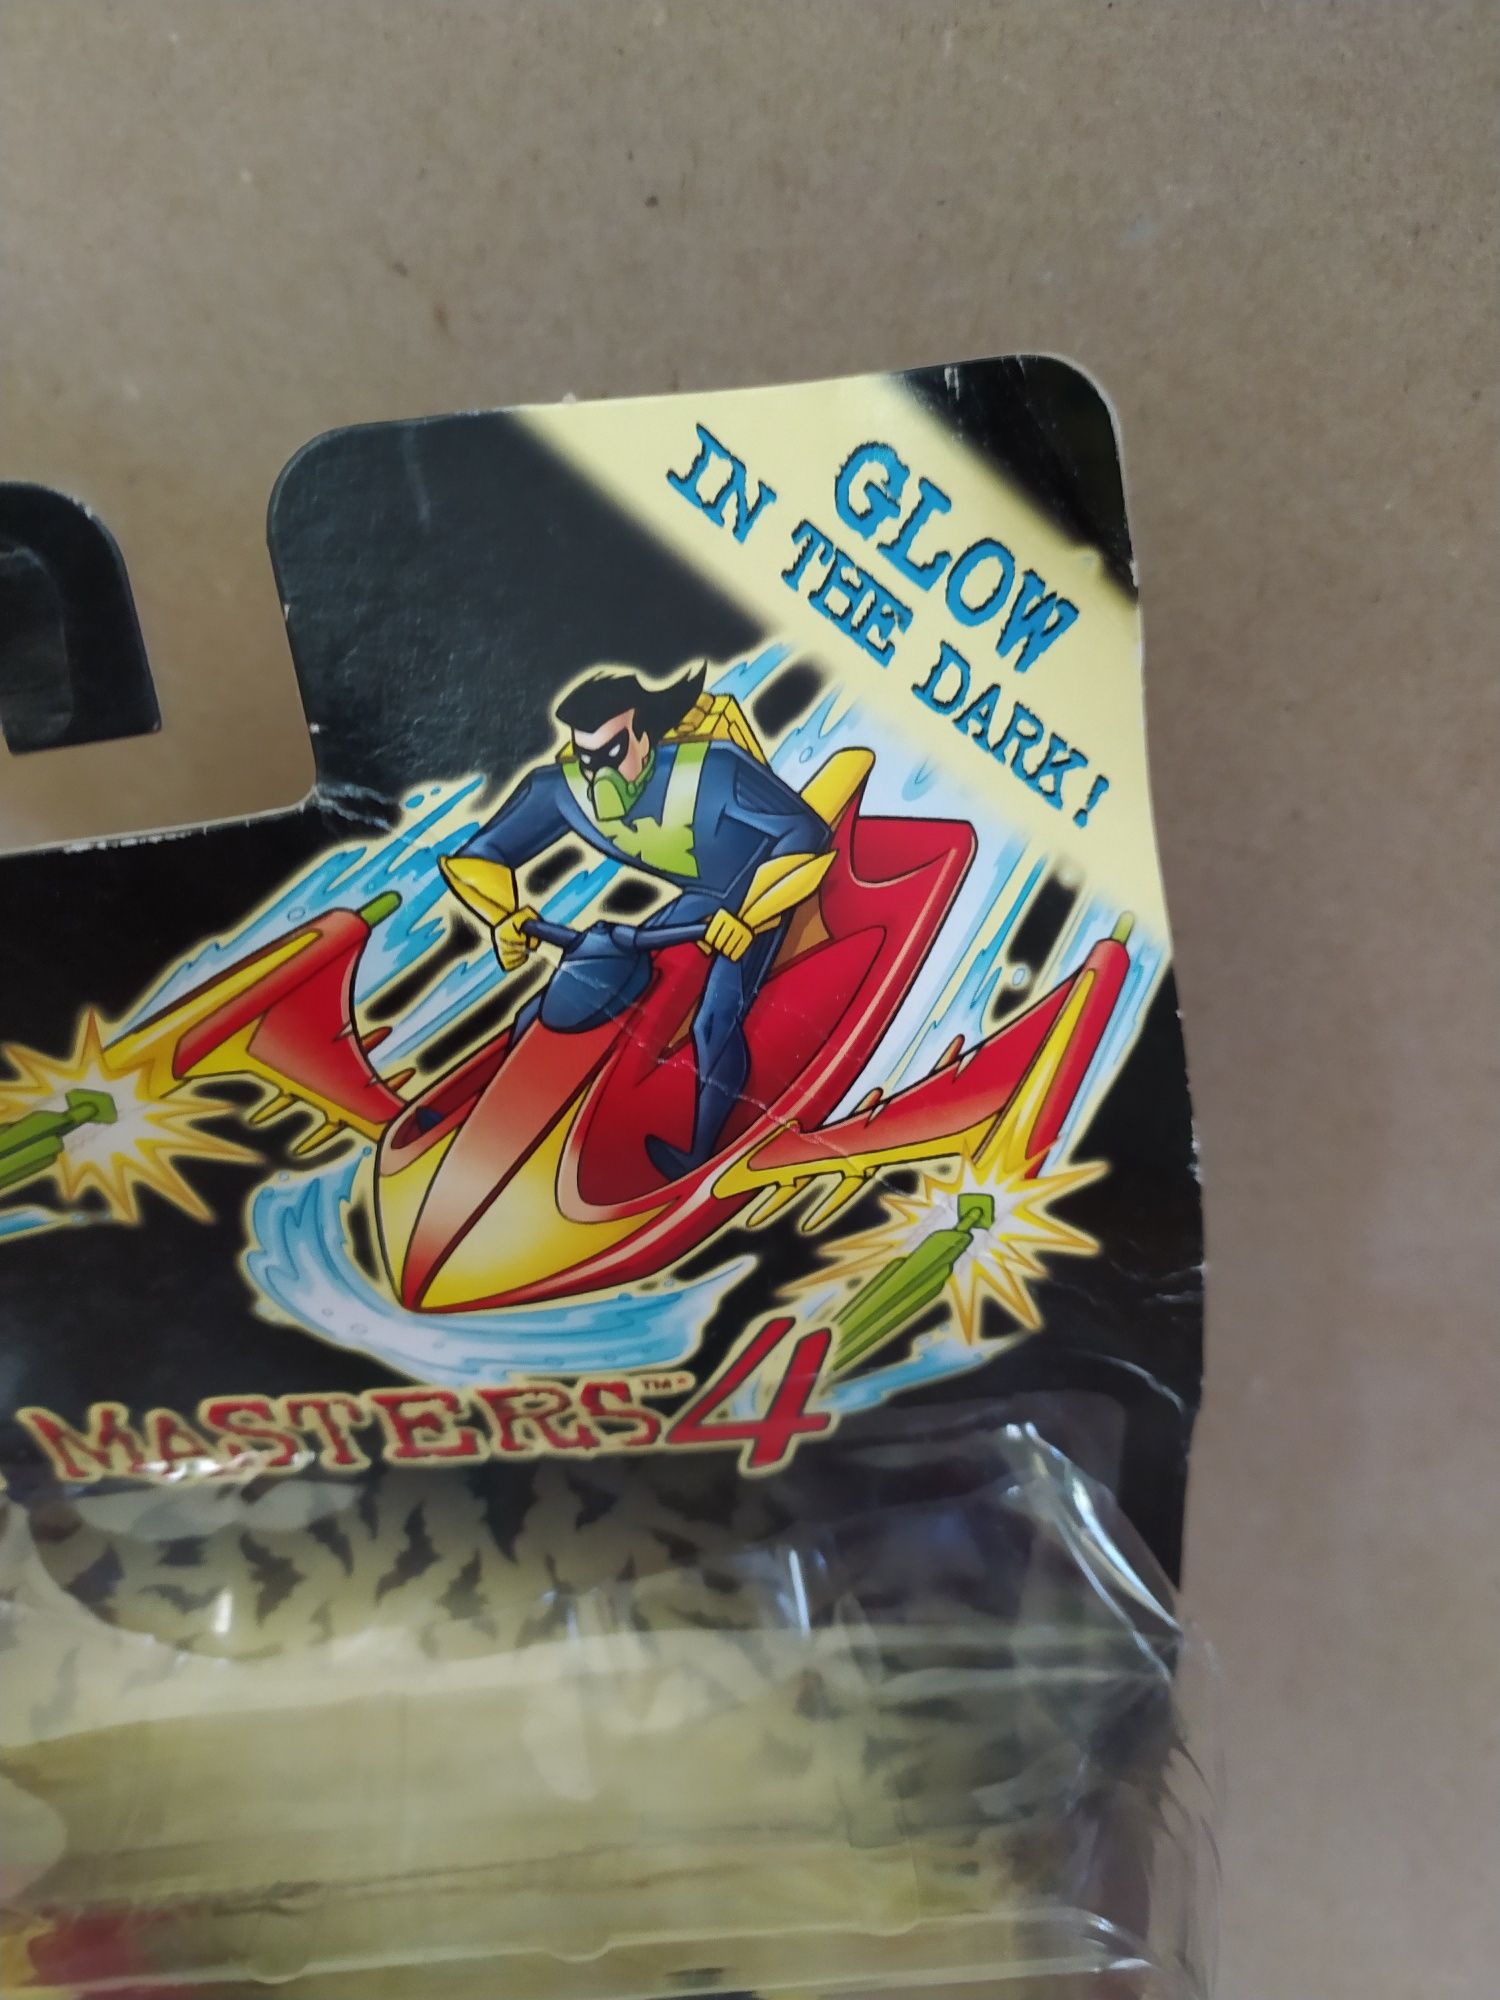 GLOW
IN THE DARK!
MASTERS™ 4